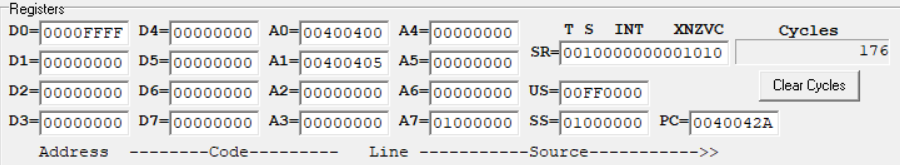 Registers
D0= 0000FFFF D4= 00000000 A0= 00400400 A4= 00000000 T S INT XNZVC Cycles
D1= 00000000 D5= 00000000 A1= 00400405 A5= 00000000 SR= 0010000000001010 176
D2= 00000000 D6= 00000000 A2= 00000000 A6= 00000000 US= 00FF0000 Clear Cycles
D3= 00000000 D7= 00000000 A3= 00000000 A7= 01000000 SS= 01000000 PC= 0040042A
Address --------Code--------- Line -----------Source----------->>